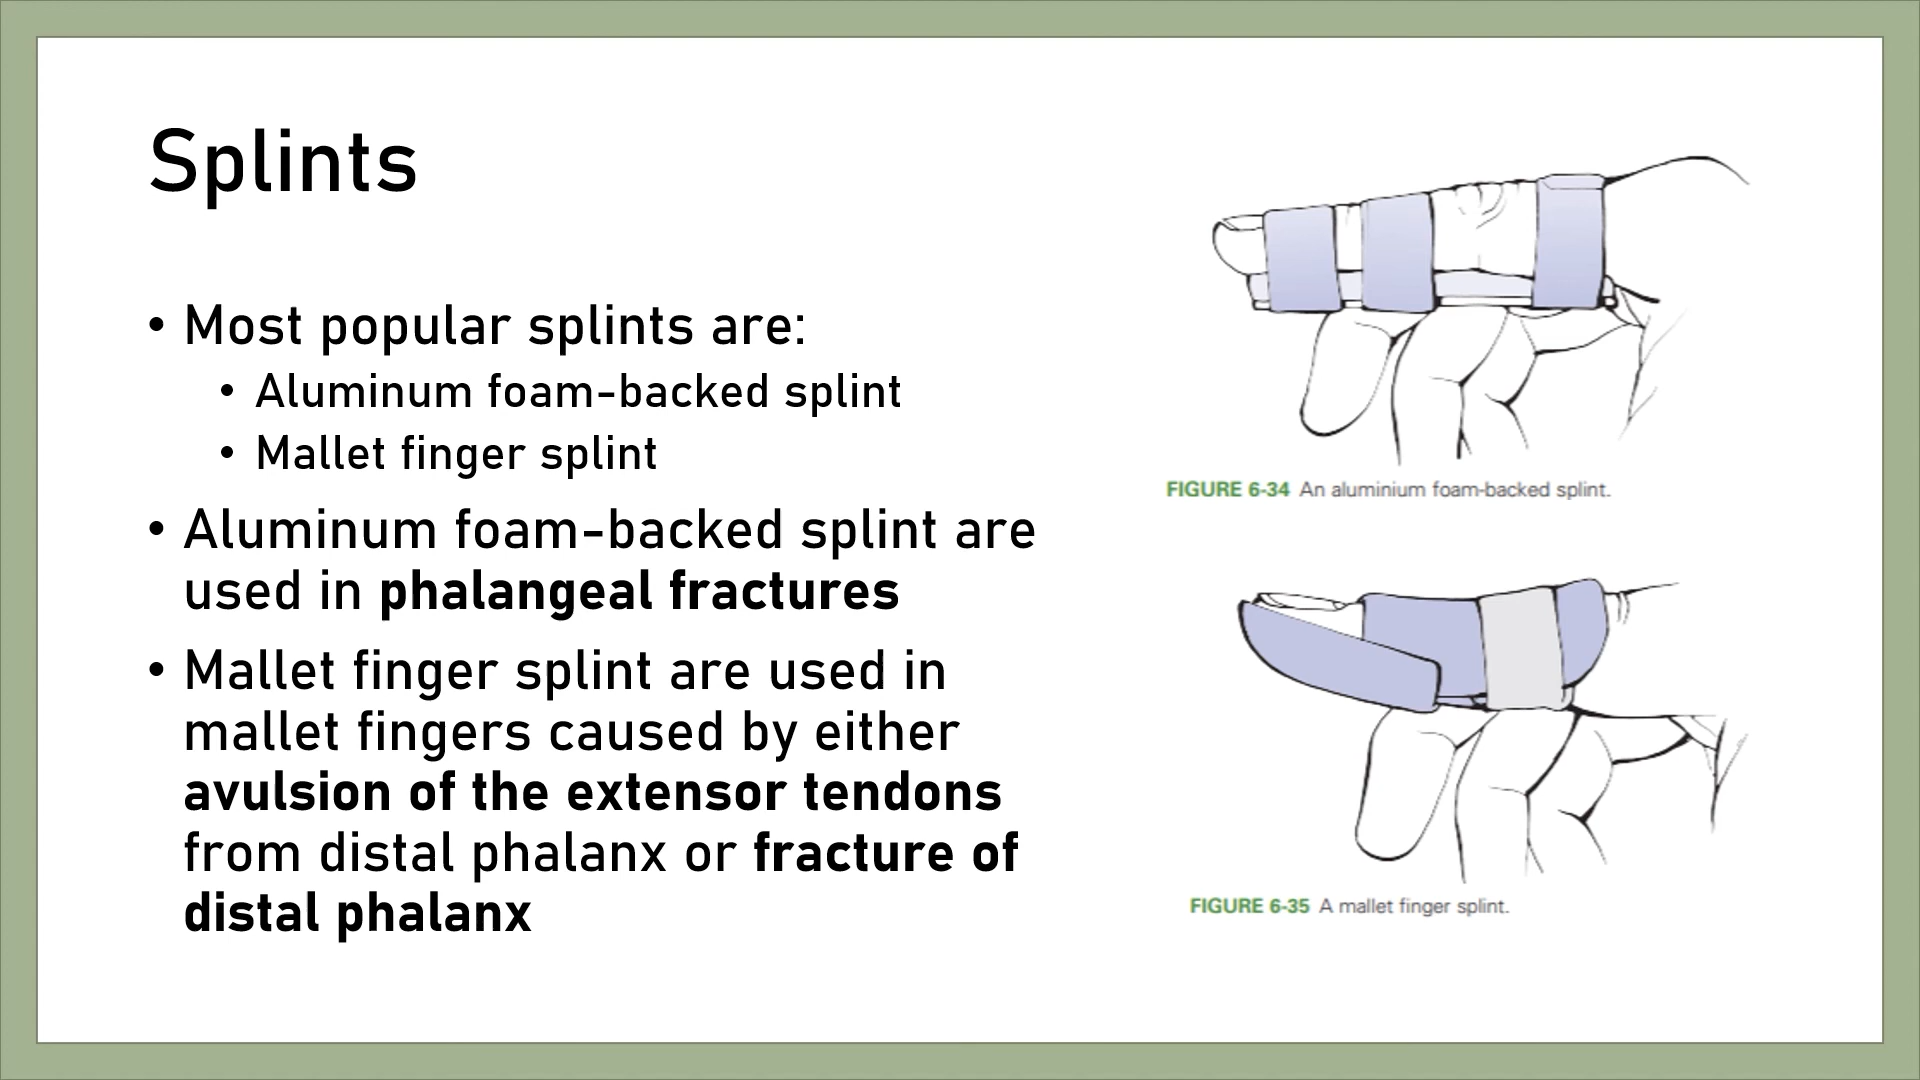 Splints
• Most popular splints are:
• Aluminum foam-backed splint
• Mallet finger splint
• Aluminum foam-backed splint are
used in phalangeal fractures
• Mallet finger splint are used in
mallet fingers caused by either
avulsion of the extensor tendons
from distal phalanx or fracture of
distal phalanx
FIGURE 6-34 An aluminium foam-backed splint.
FIGURE 6-35 A mallet finger splint.